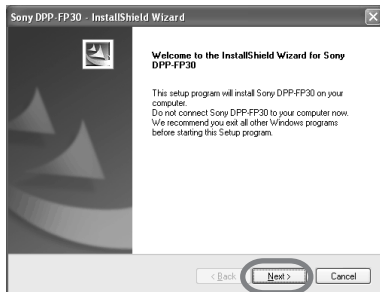 Sony DPP-FP30 - InstallShield Wizard
Welcome to the InstallShield Wizard for Sony
DPP-FP30
This setup program will install Sony DPP-FP30 on your
computer.
Do not connect Sony DPP-FP30 to your computer now.
We recommend you exit all other Windows programs
before starting this Setup program.
< Back
Next >
Cancel